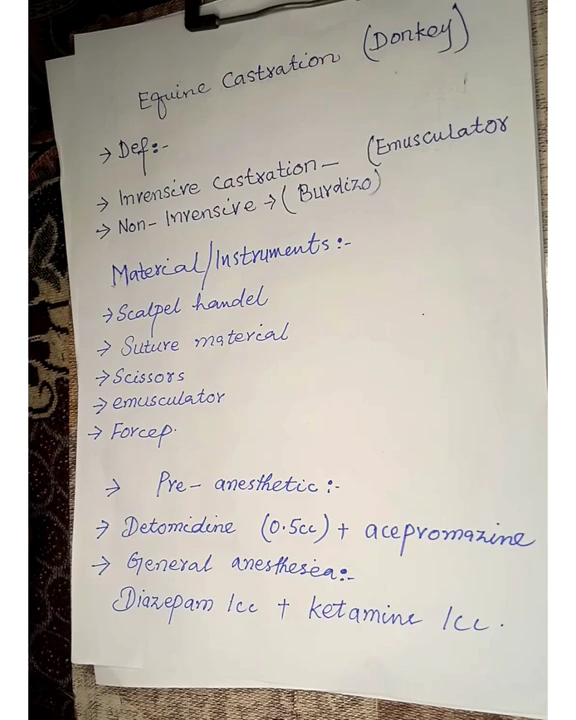 Equine Castration (Donkey)
→ Def:-
→ Invensive Castration – (Emusculator
→ Non-Invensive → (Burdizo)
Material/Instruments:-
→ Scalpel handel
→ Suture material
→ Scissors
→ emusculator
→ Forcep.
→ Pre-anesthetic:-
→ Detomidine (0.5cc) + acepromazine
→ General anesthesea:-
Diazepam 1cc + ketamine 1cc.